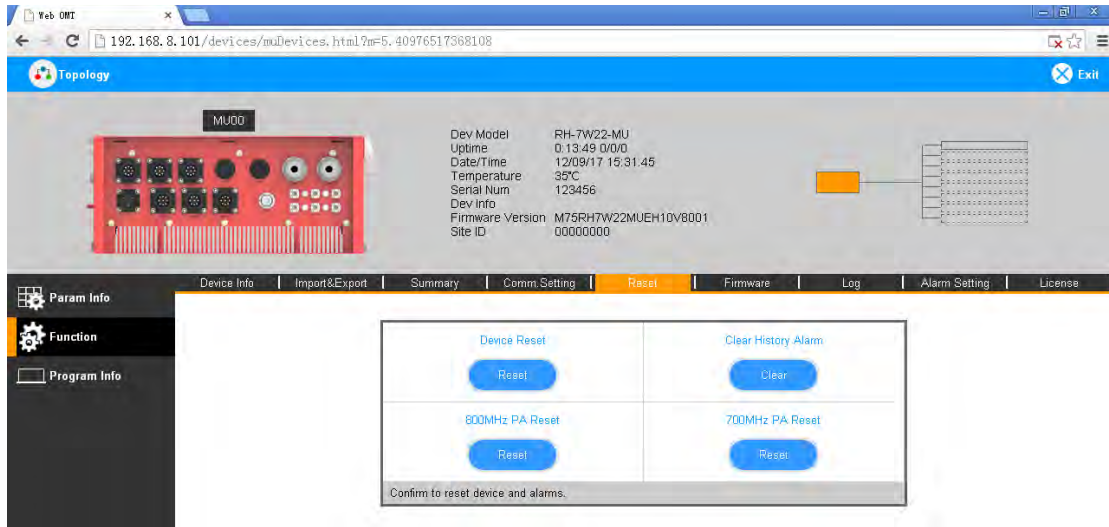 Web OMT
192.168.8.101/devices/muDevices.html?m=5.40976517368108
Topology
Exit
MU00
Dev Model RH-7W22-MU
Uptime 0:13:49 0/0/0
Date/Time 12/09/17 15:31:45
Temperature 35℃
Serial Num 123456
Dev Info
Firmware Version M75RH7W22MUEH10V8001
Site ID 00000000
Device Info Import&Export Summary Comm.Setting Reset Firmware Log Alarm Setting License
Param Info
Function
Program Info
Device Reset Clear History Alarm
Reset Clear
800MHz PA Reset 700MHz PA Reset
Reset Reset
Confirm to reset device and alarms.